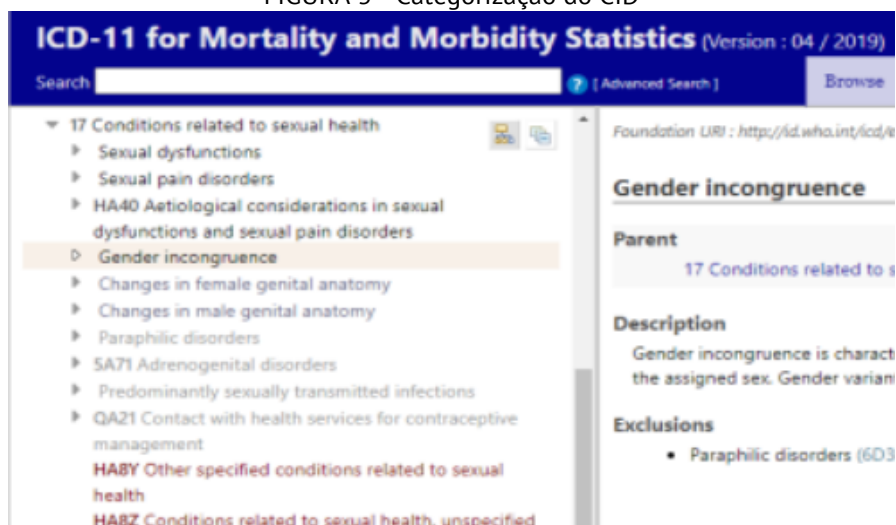 FIGURA 3 - Categorização do CID
ICD-11 for Mortality and Morbidity Statistics (Version : 04 / 2019)
Search
[ Advanced Search ]
Browse
17 Conditions related to sexual health
Sexual dysfunctions
Sexual pain disorders
HA40 Aetiological considerations in sexual
dysfunctions and sexual pain disorders
Gender incongruence
Changes in female genital anatomy
Changes in male genital anatomy
Paraphilic disorders
5A71 Adrenogenital disorders
Predominantly sexually transmitted infections
QA21 Contact with health services for contraceptive
management
HA8Y Other specified conditions related to sexual
health
HA8Z Conditions related to sexual health, unspecified
Foundation URI : http://id.who.int/icd/e
Gender incongruence
Parent
17 Conditions related to s
Description
Gender incongruence is charact
the assigned sex. Gender varian
Exclusions
Paraphilic disorders (6D3